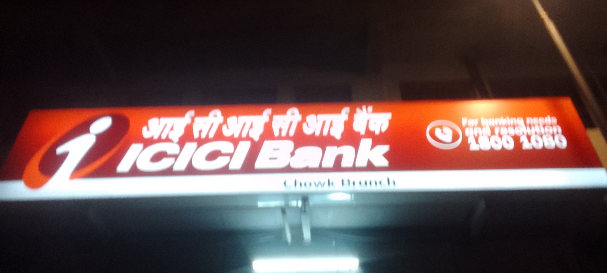 आई सी आई सी आई बैंक
ICICI Bank
For banking needs
and resolution
1800 1080
Chowk Branch